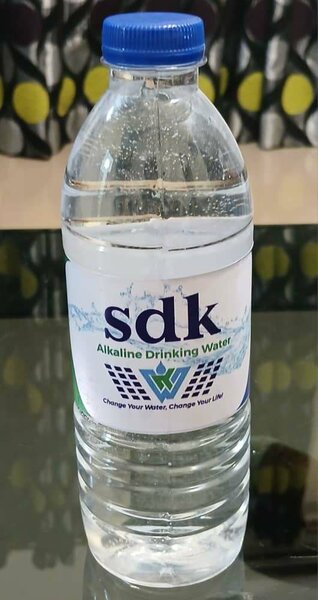 sdk
Alkaline Drinking Water
Change Your Water, Change Your Life!